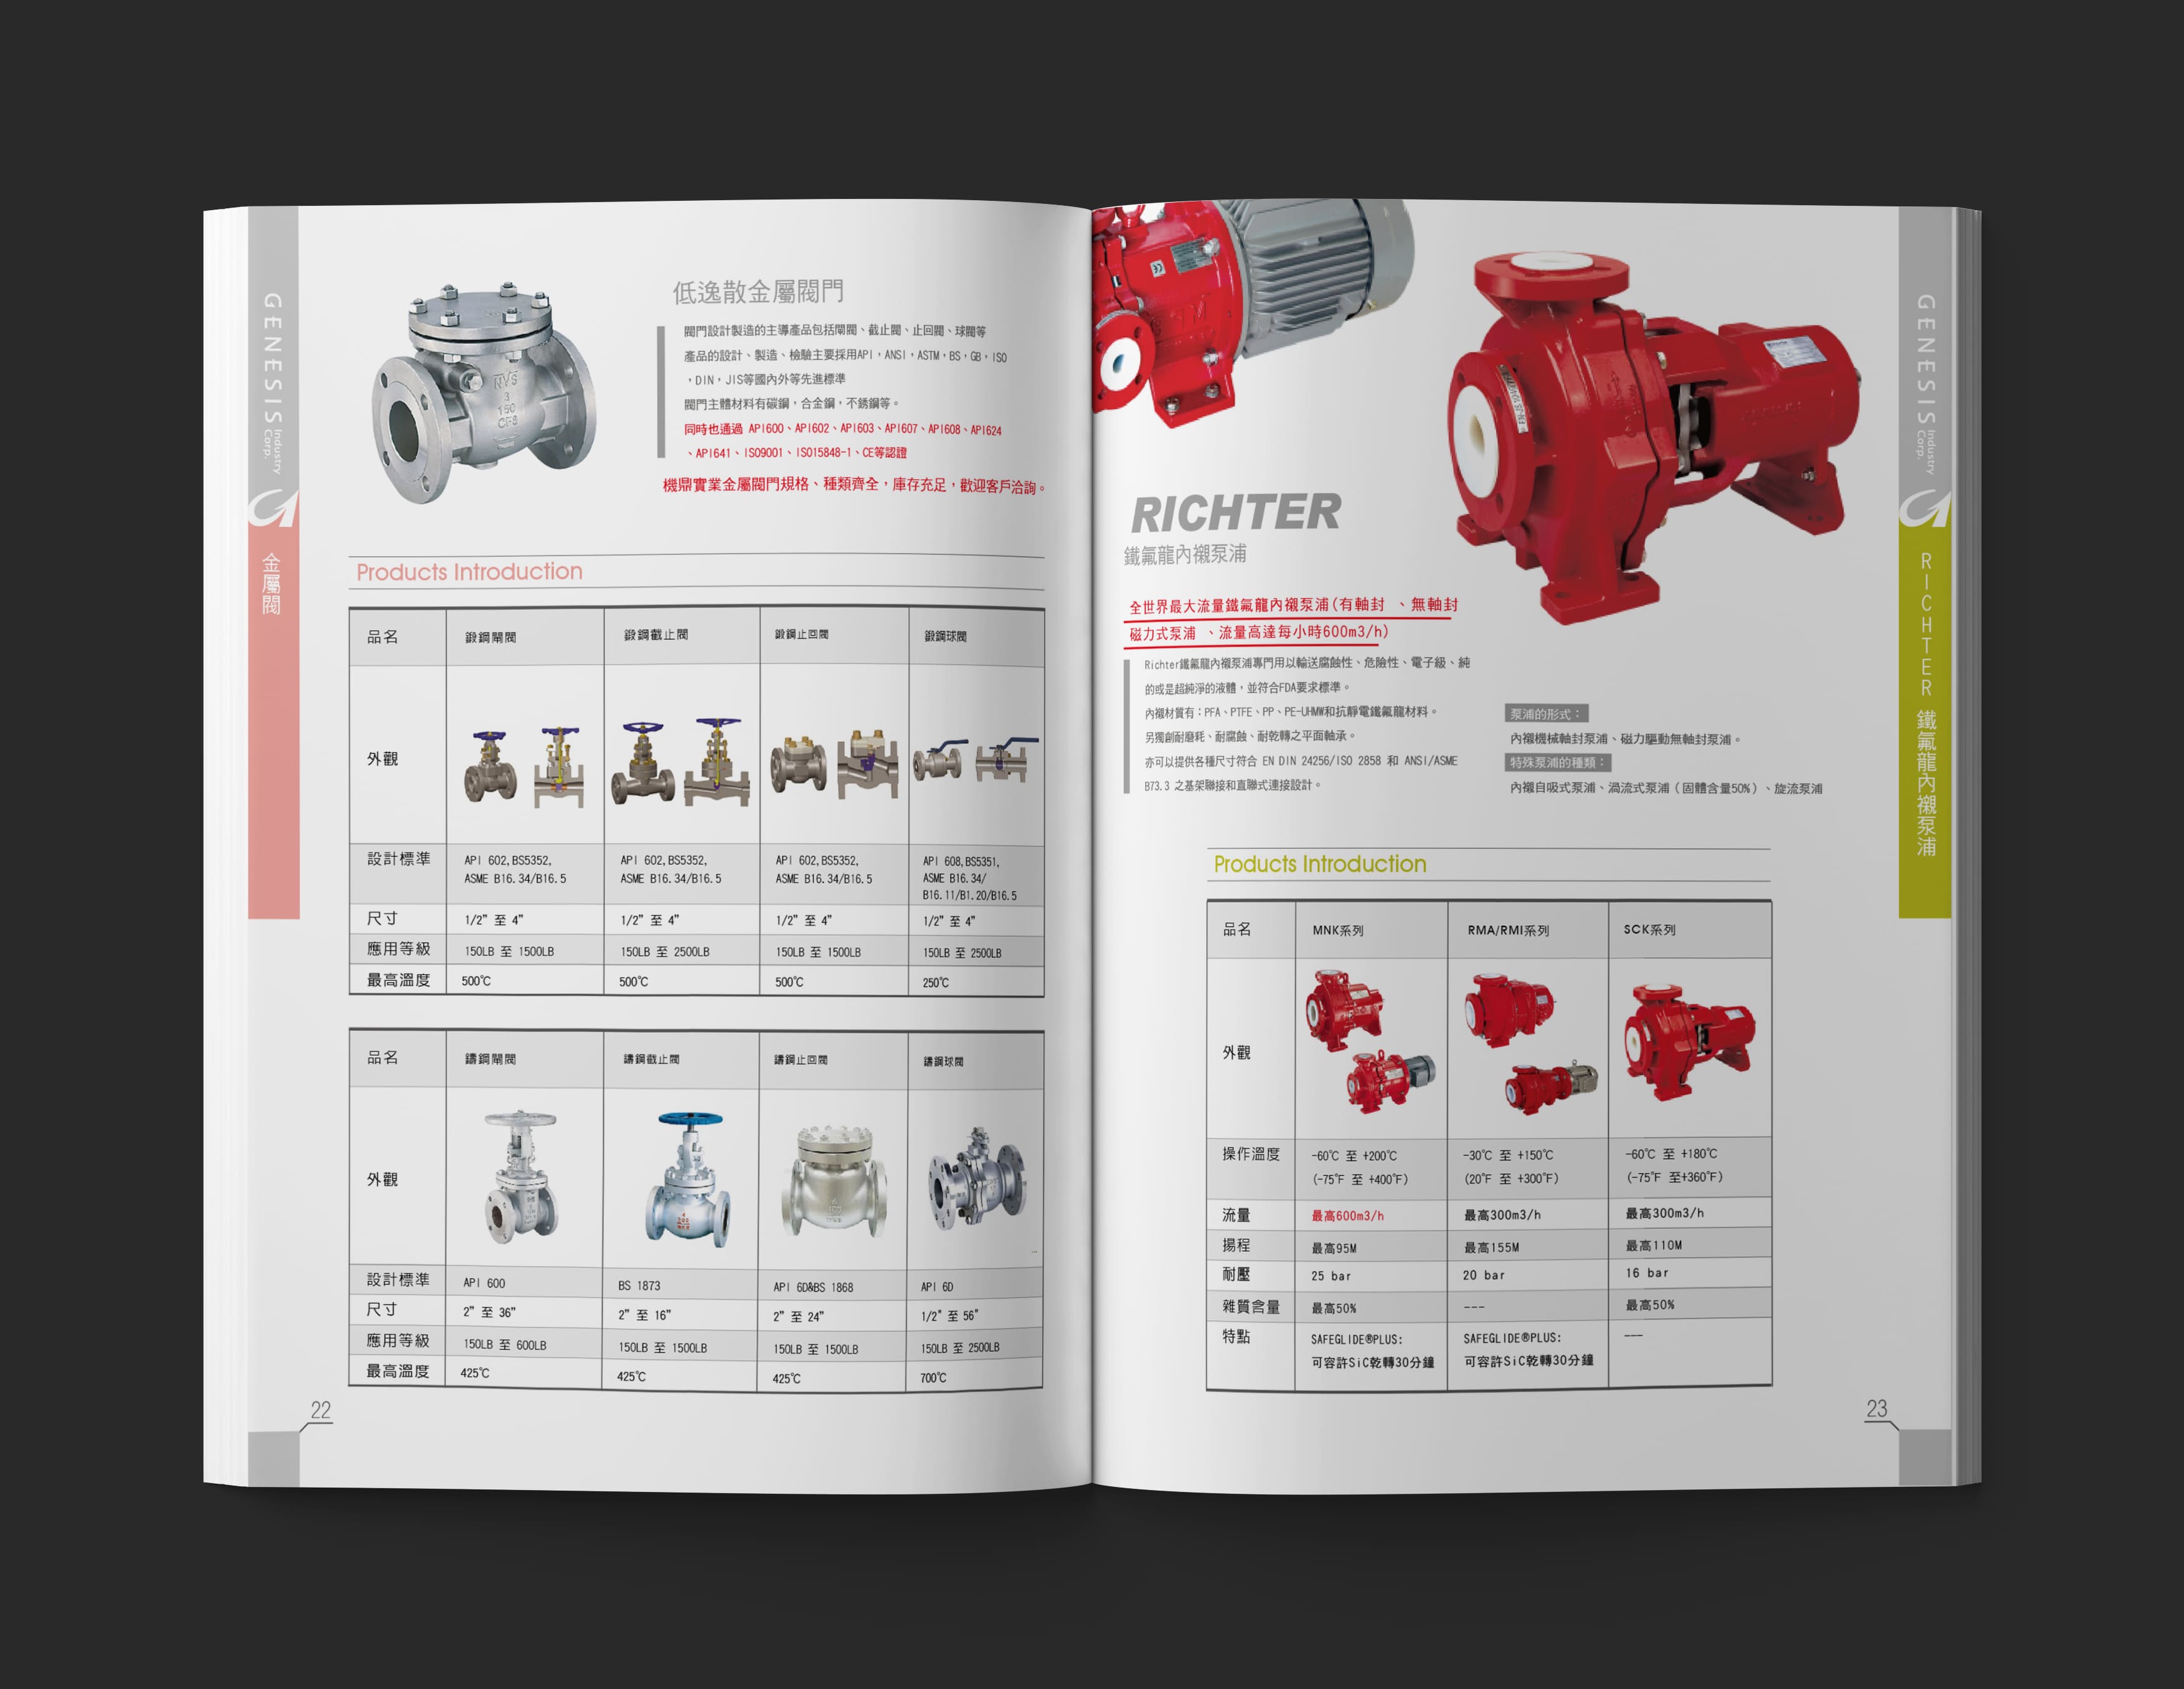 GENESIS Industry Corp.
金屬閥
低逸散金屬閥門
閥門設計製造的主導產品包括閘閥、截止閥、止回閥、球閥等
產品的設計、製造、檢驗主要採用API，ANSI，ASTM，BS，GB，ISO
，DIN，JIS等國內外等先進標準
閥門主體材料有碳鋼，合金鋼，不銹鋼等。
同時也通過 API600、API602、API603、API607、API608、API624
、API641、ISO9001、ISO15848-1、CE等認證
機鼎實業金屬閥門規格、種類齊全，庫存充足，歡迎客戶洽詢。
NVS
3
150
CF8
Products Introduction
品名 鍛鋼閘閥 鍛鋼截止閥 鍛鋼止回閥 鍛鋼球閥
外觀
設計標準 API 602,BS5352, API 602,BS5352, API 602,BS5352, API 608,BS5351,
ASME B16.34/B16.5 ASME B16.34/B16.5 ASME B16.34/B16.5 ASME B16.34/
B16.11/B1.20/B16.5
尺寸 1/2” 至 4” 1/2” 至 4” 1/2” 至 4” 1/2” 至 4”
應用等級 150LB 至 1500LB 150LB 至 2500LB 150LB 至 1500LB 150LB 至 2500LB
最高溫度 500℃ 500℃ 500℃ 250℃
品名 鑄鋼閘閥 鑄鋼截止閥 鑄鋼止回閥 鑄鋼球閥
外觀
設計標準 API 600 BS 1873 API 6D&BS 1868 API 6D
尺寸 2” 至 36” 2” 至 16” 2” 至 24” 1/2” 至 56”
應用等級 150LB 至 600LB 150LB 至 1500LB 150LB 至 1500LB 150LB 至 2500LB
最高溫度 425℃ 425℃ 425℃ 700℃
22
RICHTER
鐵氟龍內襯泵浦
全世界最大流量鐵氟龍內襯泵浦(有軸封 、無軸封
磁力式泵浦 、流量高達每小時600m3/h)
Richter鐵氟龍內襯泵浦專門用以輸送腐蝕性、危險性、電子級、純
的或是超純淨的液體，並符合FDA要求標準。
內襯材質有：PFA、PTFE、PP、PE-UHMW和抗靜電鐵氟龍材料。
另獨創耐磨耗、耐腐蝕、耐乾轉之平面軸承。
亦可以提供各種尺寸符合 EN DIN 24256/ISO 2858 和 ANSI/ASME
B73.3 之基架聯接和直聯式連接設計。
泵浦的形式：
內襯機械軸封泵浦、磁力驅動無軸封泵浦。
特殊泵浦的種類：
內襯自吸式泵浦、渦流式泵浦（固體含量50%）、旋流泵浦
Products Introduction
品名 MNK系列 RMA/RMI系列 SCK系列
外觀
操作溫度 -60℃ 至 +200℃ -30℃ 至 +150℃ -60℃ 至 +180℃
(-75℉ 至 +400℉) (20℉ 至 +300℉) (-75℉ 至+360℉)
流量 最高600m3/h 最高300m3/h 最高300m3/h
揚程 最高95M 最高155M 最高110M
耐壓 25 bar 20 bar 16 bar
雜質含量 最高50% --- 最高50%
特點 SAFEGLIDE®PLUS: SAFEGLIDE®PLUS: ---
可容許SiC乾轉30分鐘 可容許SiC乾轉30分鐘
23
GENESIS Industry Corp.
RICHTER 鐵氟龍內襯泵浦